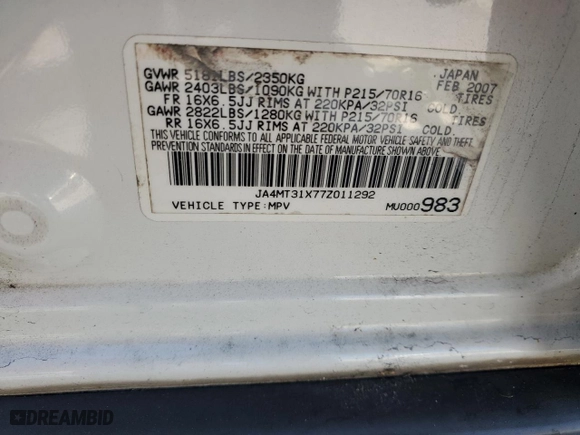 GVWR 5181LBS/2350KG
GAWR 2403LBS/1090KG WITH P215/70R16 TIRES
FR 16X6.5JJ RIMS AT 220KPA/32PSI COLD
GAWR 2822LBS/1280KG WITH P215/70R16 TIRES
RR 16X6.5JJ RIMS AT 220KPA/32PSI COLD.
JAPAN
FEB 2007
THIS VEHICLE CONFORMS TO ALL APPLICABLE FEDERAL MOTOR VEHICLE SAFETY AND THEFT
PREVENTION STANDARDS IN EFFECT ON THE DATE OF MANUFACTURE SHOWN ABOVE.
JA4MT31X77Z011292
VEHICLE TYPE:MPV
MU000983
DREAMBID